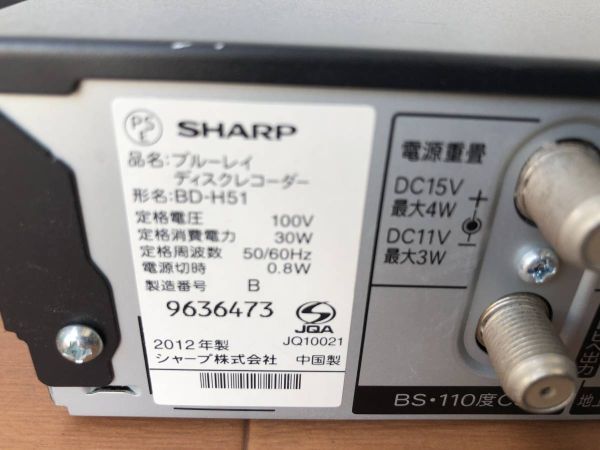 PS
E
SHARP
品名:ブルーレイ
ディスクレコーダー
形名:BD-H51
定格電圧 100V
定格消費電力 30W
定格周波数 50/60Hz
電源切時 0.8W
製造番号 B
9636473
JQA
JQ10021
2012年製
シャープ株式会社 中国製
電源重畳
DC15V
最大4W
DC11V
最大3W
+
−
BS・110度C
地上
出力